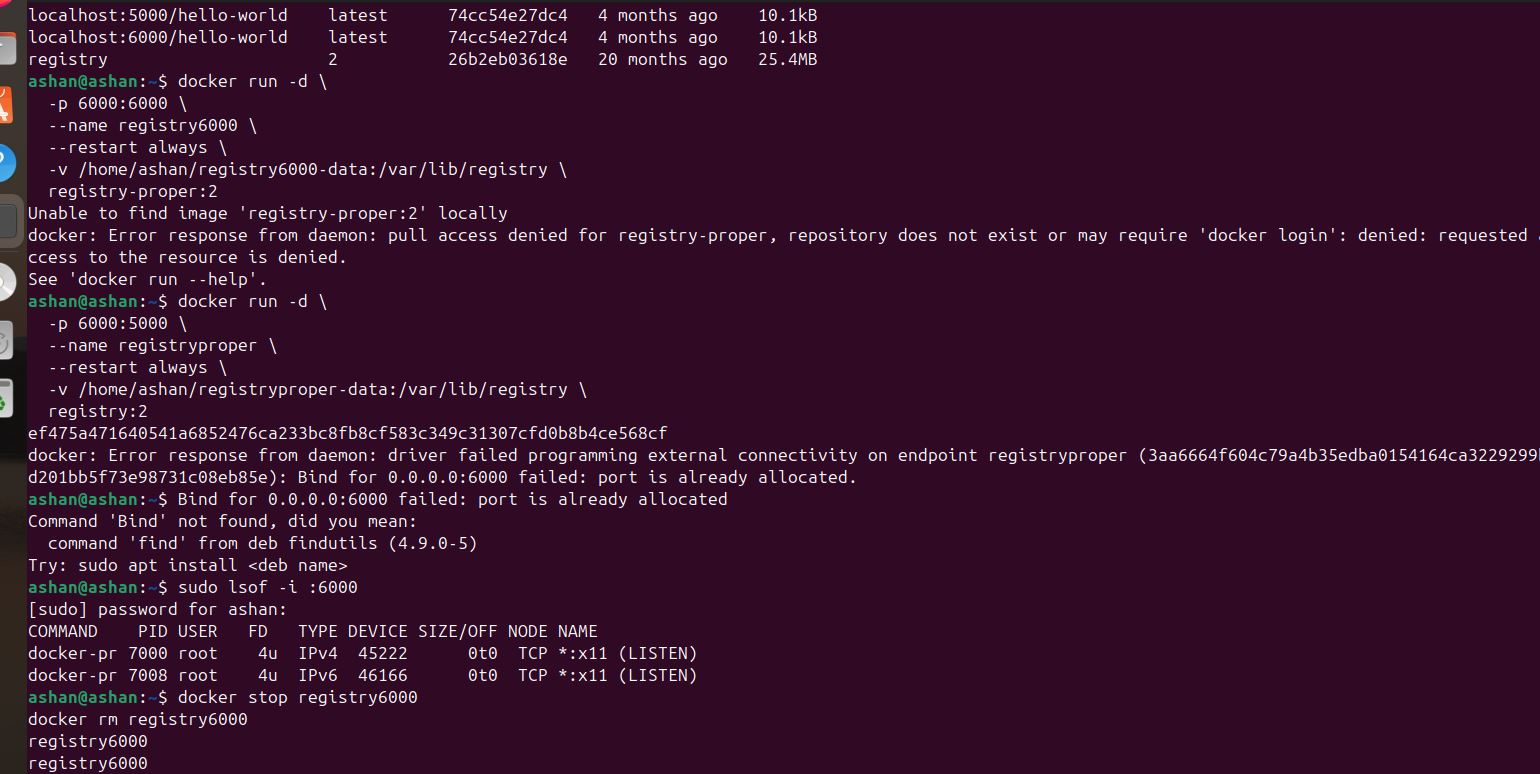 localhost:5000/hello-world    latest      74cc54e27dc4   4 months ago    10.1kB
localhost:6000/hello-world    latest      74cc54e27dc4   4 months ago    10.1kB
registry                      2           26b2eb03618e   20 months ago   25.4MB
ashan@ashan:~$ docker run -d \
  -p 6000:6000 \
  --name registry6000 \
  --restart always \
  -v /home/ashan/registry6000-data:/var/lib/registry \
  registry-proper:2
Unable to find image 'registry-proper:2' locally
docker: Error response from daemon: pull access denied for registry-proper, repository does not exist or may require 'docker login': denied: requested
ccess to the resource is denied.
See 'docker run --help'.
ashan@ashan:~$ docker run -d \
  -p 6000:5000 \
  --name registryproper \
  --restart always \
  -v /home/ashan/registryproper-data:/var/lib/registry \
  registry:2
ef475a471640541a6852476ca233bc8fb8cf583c349c31307cfd0b8b4ce568cf
docker: Error response from daemon: driver failed programming external connectivity on endpoint registryproper (3aa6664f604c79a4b35edba0154164ca3229299
d201bb5f73e98731c08eb85e): Bind for 0.0.0.0:6000 failed: port is already allocated.
ashan@ashan:~$ Bind for 0.0.0.0:6000 failed: port is already allocated
Command 'Bind' not found, did you mean:
  command 'find' from deb findutils (4.9.0-5)
Try: sudo apt install <deb name>
ashan@ashan:~$ sudo lsof -i :6000
[sudo] password for ashan:
COMMAND    PID USER   FD   TYPE DEVICE SIZE/OFF NODE NAME
docker-pr 7000 root    4u  IPv4  45222      0t0  TCP *:x11 (LISTEN)
docker-pr 7008 root    4u  IPv6  46166      0t0  TCP *:x11 (LISTEN)
ashan@ashan:~$ docker stop registry6000
docker rm registry6000
registry6000
registry6000